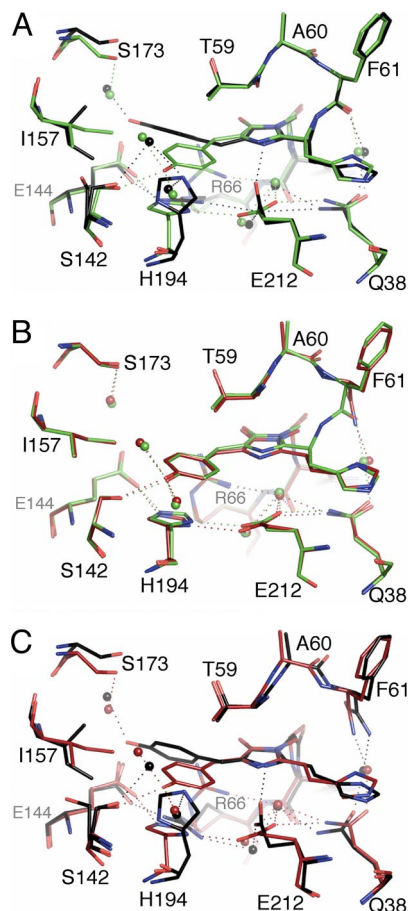 A
S173
T59
A60
F61
I157
E144
R66
S142
H194
E212
Q38
B
S173
T59
A60
F61
I157
E144
R66
S142
H194
E212
Q38
C
S173
T59
A60
F61
I157
E144
R66
S142
H194
E212
Q38